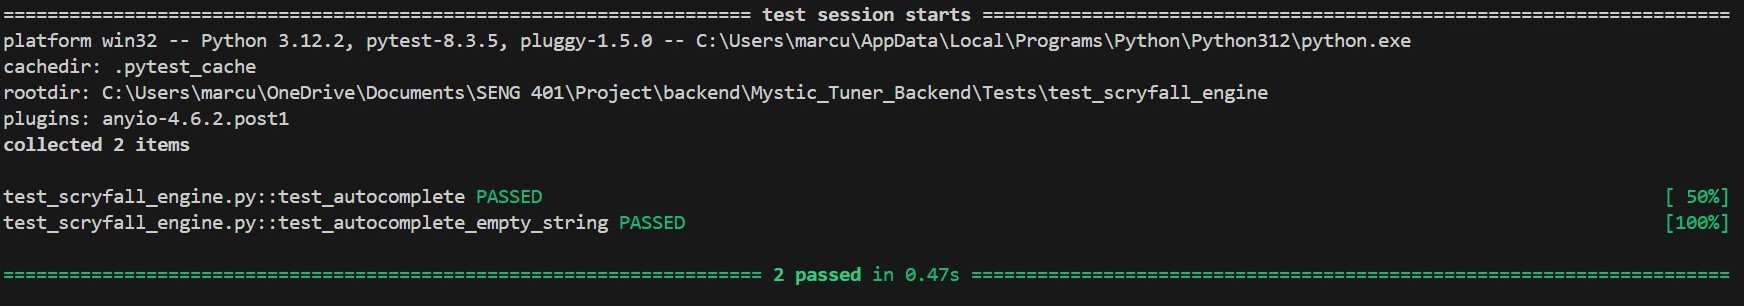 ==================================================================== test session starts ====================================================================
platform win32 -- Python 3.12.2, pytest-8.3.5, pluggy-1.5.0 -- C:\Users\marcu\AppData\Local\Programs\Python\Python312\python.exe
cachedir: .pytest_cache
rootdir: C:\Users\marcu\OneDrive\Documents\SENG 401\Project\backend\Mystic_Tuner_Backend\Tests\test_scryfall_engine
plugins: anyio-4.6.2.post1
collected 2 items
test_scryfall_engine.py::test_autocomplete PASSED [ 50%]
test_scryfall_engine.py::test_autocomplete_empty_string PASSED [100%]
===================================================================== 2 passed in 0.47s =====================================================================